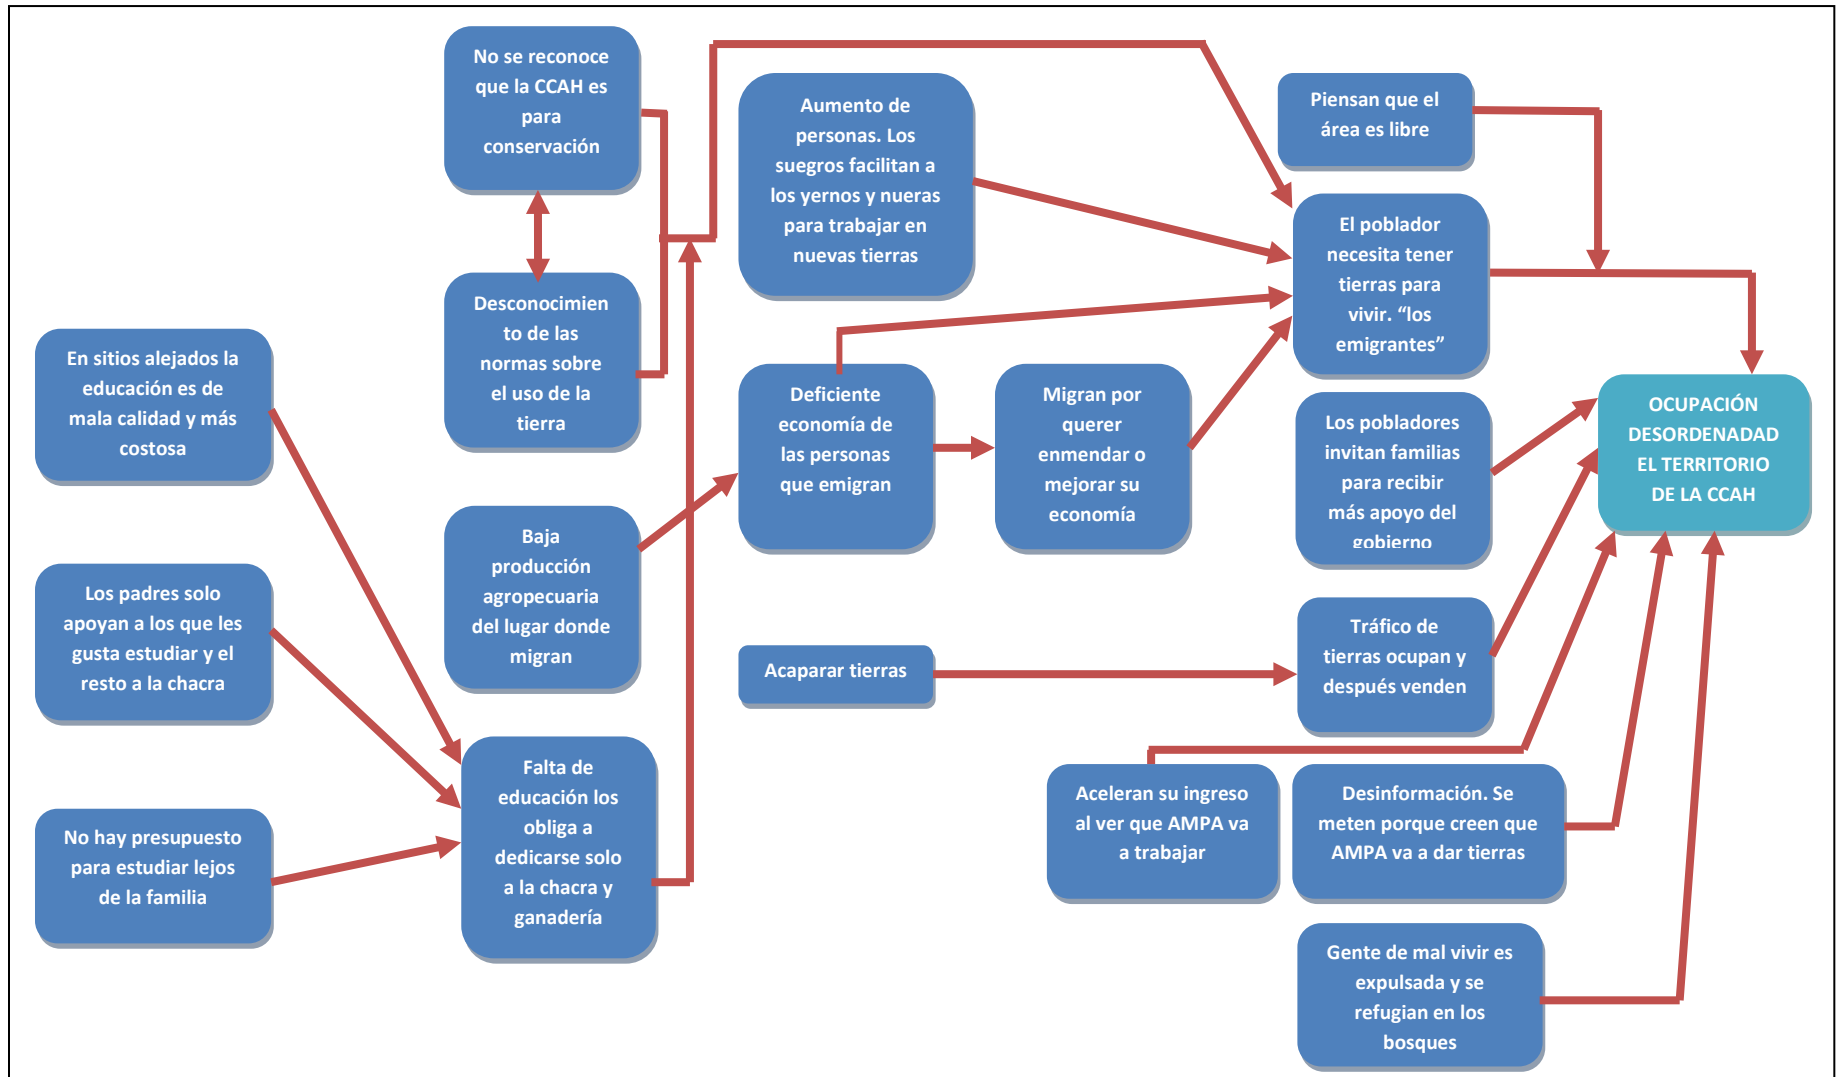 No se reconoce
que la CCAH es
para
conservación
Aumento de
personas. Los
suegros facilitan a
los yernos y nueras
para trabajar en
nuevas tierras
Piensan que el
área es libre
El poblador
necesita tener
tierras para
vivir. “los
emigrantes”
Desconocimien
to de las
normas sobre
el uso de la
tierra
En sitios alejados la
educación es de
mala calidad y más
costosa
Deficiente
economía de
las personas
que emigran
Migran por
querer
enmendar o
mejorar su
economía
Los pobladores
invitan familias
para recibir
más apoyo del
gobierno
OCUPACIÓN
DESORDENADAD
EL TERRITORIO
DE LA CCAH
Baja
producción
agropecuaria
del lugar donde
migran
Los padres solo
apoyan a los que les
gusta estudiar y el
resto a la chacra
Acaparar tierras
Tráfico de
tierras ocupan y
después venden
Falta de
educación los
obliga a
dedicarse solo
a la chacra y
ganadería
Aceleran su ingreso
al ver que AMPA va
a trabajar
Desinformación. Se
meten porque creen que
AMPA va a dar tierras
No hay presupuesto
para estudiar lejos
de la familia
Gente de mal vivir es
expulsada y se
refugian en los
bosques